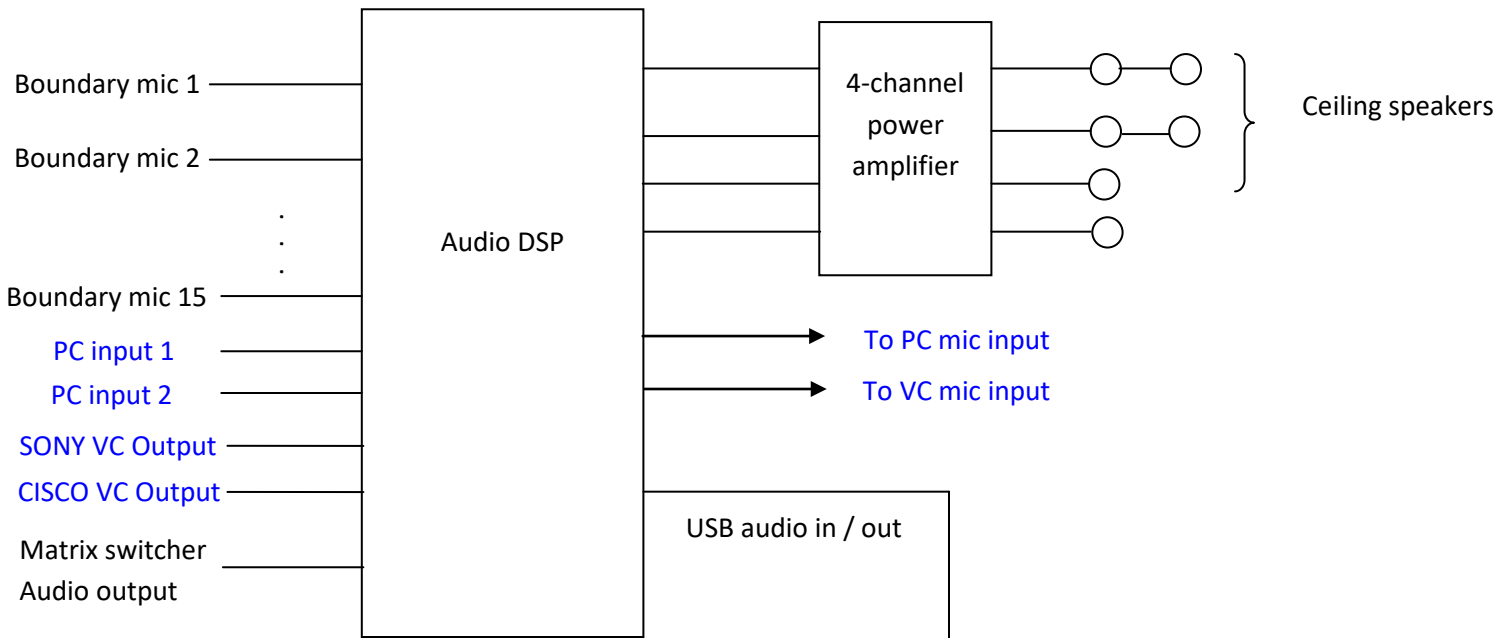 Boundary mic 1
Boundary mic 2
.
.
.
Boundary mic 15
PC input 1
PC input 2
SONY VC Output
CISCO VC Output
Matrix switcher
Audio output
Audio DSP
4-channel
power
amplifier
Ceiling speakers
To PC mic input
To VC mic input
USB audio in / out